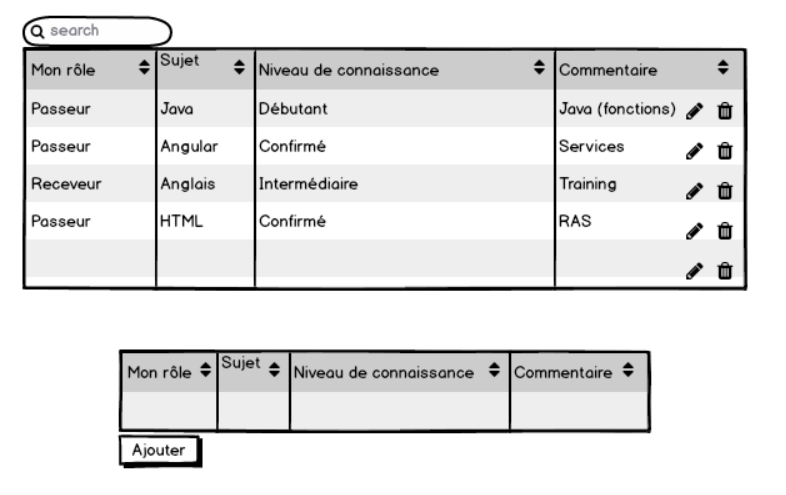 search
Mon rôle Sujet Niveau de connaissance Commentaire
Passeur Java Débutant Java (fonctions)
Passeur Angular Confirmé Services
Receveur Anglais Intermédiaire Training
Passeur HTML Confirmé RAS
Mon rôle Sujet Niveau de connaissance Commentaire
Ajouter